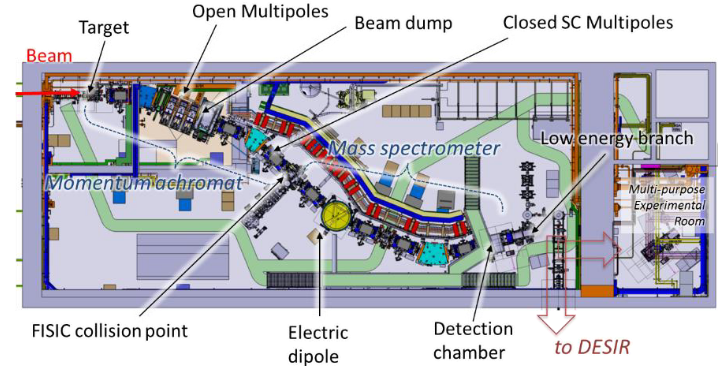 Open Multipoles
Target
Beam dump
Closed SC Multipoles
Beam
Low energy branch
Mass spectrometer
Momentum achromat
Multi-purpose
Experimental
Room
FISIC collision point
Electric
dipole
Detection
chamber
to DESIR